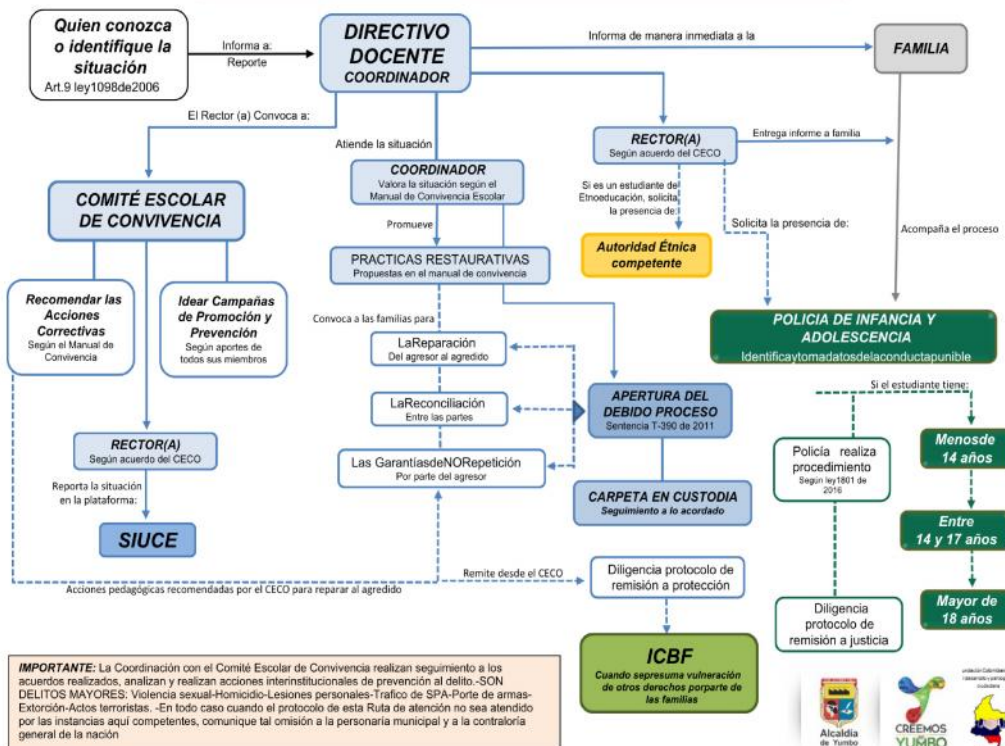 Quien conozca
o identifique la
situación
Art.9 ley1098de2006
Informa a:
Reporte
DIRECTIVO
DOCENTE
COORDINADOR
Informa de manera inmediata a la
FAMILIA
El Rector (a) Convoca a:
Atiende la situación
RECTOR(A)
Según acuerdo del CECO
Entrega informe a familia
COORDINADOR
Valora la situación según el
Manual de Convivencia Escolar
COMITÉ ESCOLAR
DE CONVIVENCIA
Si es un estudiante de
Etnoeducación, solicita
la presencia de:
Solicita la presencia de:
Acompaña el proceso
Promueve
Autoridad Étnica
competente
PRACTICAS RESTAURATIVAS
Propuestas en el manual de convivencia
Recomendar las
Acciones
Correctivas
Según el Manual de
Convivencia
Idear Campañas
de Promoción y
Prevención
Según aportes de
todos sus miembros
Convoca a las familias para
POLICIA DE INFANCIA Y
ADOLESCENCIA
Identificaytomadatosdelaconductapunible
LaReparación
Del agresor al agredido
Si el estudiante tiene:
APERTURA DEL
DEBIDO PROCESO
Sentencia T-390 de 2011
LaReconciliación
Entre las partes
RECTOR(A)
Según acuerdo del CECO
Policía realiza
procedimiento
Según ley1801 de
2016
Menosde
14 años
Las GarantíasdeNORepetición
Por parte del agresor
Reporta la situación
en la plataforma:
CARPETA EN CUSTODIA
Seguimiento a lo acordado
Entre
14 y 17 años
SIUCE
Remite desde el CECO
Diligencia protocolo de
remisión a protección
Acciones pedagógicas recomendadas por el CECO para reparar al agredido
Mayor de
18 años
Diligencia
protocolo de
remisión a justicia
ICBF
Cuando sepresuma vulneración
de otros derechos porparte de
las familias
IMPORTANTE: La Coordinación con el Comité Escolar de Convivencia realizan seguimiento a los
acuerdos realizados, analizan y realizan acciones interinstitucionales de prevención al delito.-SON
DELITOS MAYORES: Violencia sexual-Homicidio-Lesiones personales-Trafico de SPA-Porte de armas-
Extorción-Actos terroristas. -En todo caso cuando el protocolo de esta Ruta de atención no sea atendido
por las instancias aquí competentes, comunique tal omisión a la personaría municipal y a la contraloría
general de la nación
Alcaldía
de Yumbo
CREEMOS
YUMBO